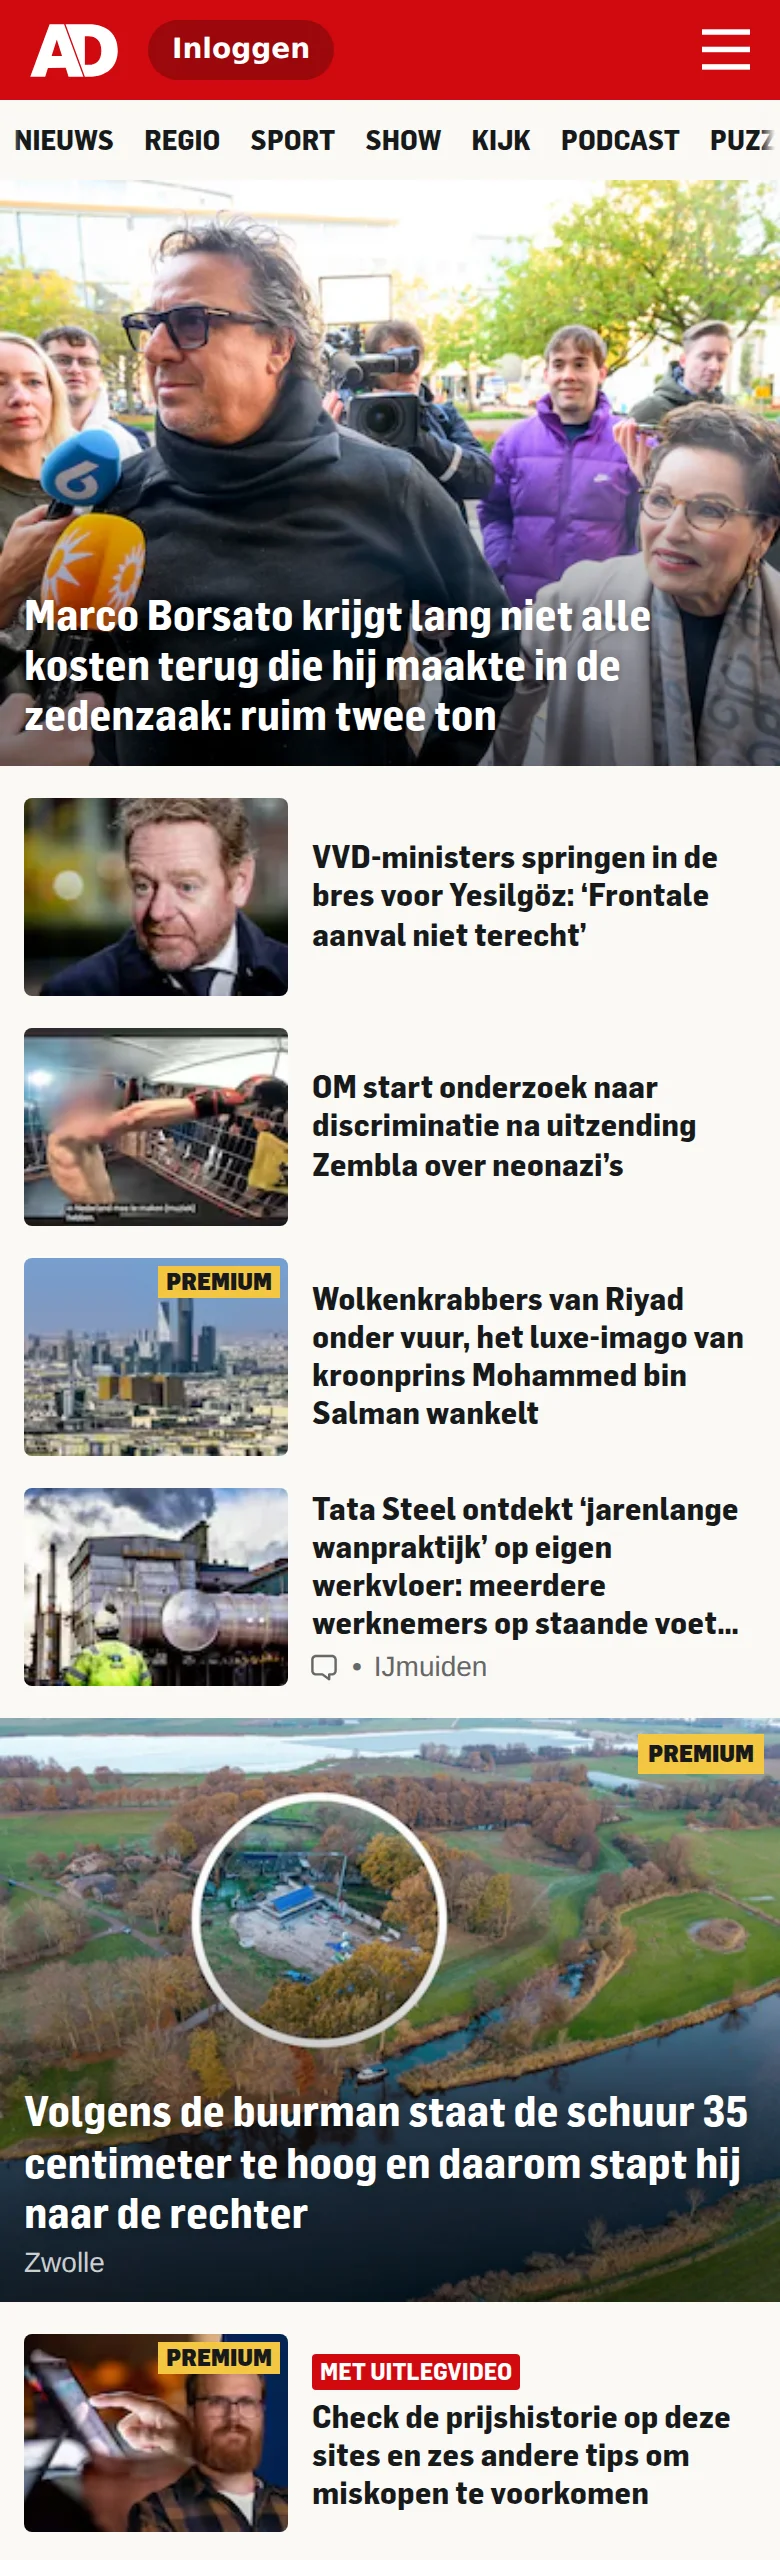 AD
Inloggen
NIEUWS REGIO SPORT SHOW KIJK PODCAST
6
Marco Borsato krijgt lang niet alle
kosten terug die hij maakte in de
zedenzaak: ruim twee ton
VVD-ministers springen in de
bres voor Yesilgöz: ‘Frontale
aanval niet terecht’
OM start onderzoek naar
discriminatie na uitzending
Zembla over neonazi’s
PREMIUM
Wolkenkrabbers van Riyad
onder vuur, het luxe-imago van
kroonprins Mohammed bin
Salman wankelt
Tata Steel ontdekt ‘jarenlange
wanpraktijk’ op eigen
werkvloer: meerdere
werknemers op staande voet...
• IJmuiden
PREMIUM
Volgens de buurman staat de schuur 35
centimeter te hoog en daarom stapt hij
naar de rechter
Zwolle
PREMIUM
MET UITLEGVIDEO
Check de prijshistorie op deze
sites en zes andere tips om
miskopen te voorkomen